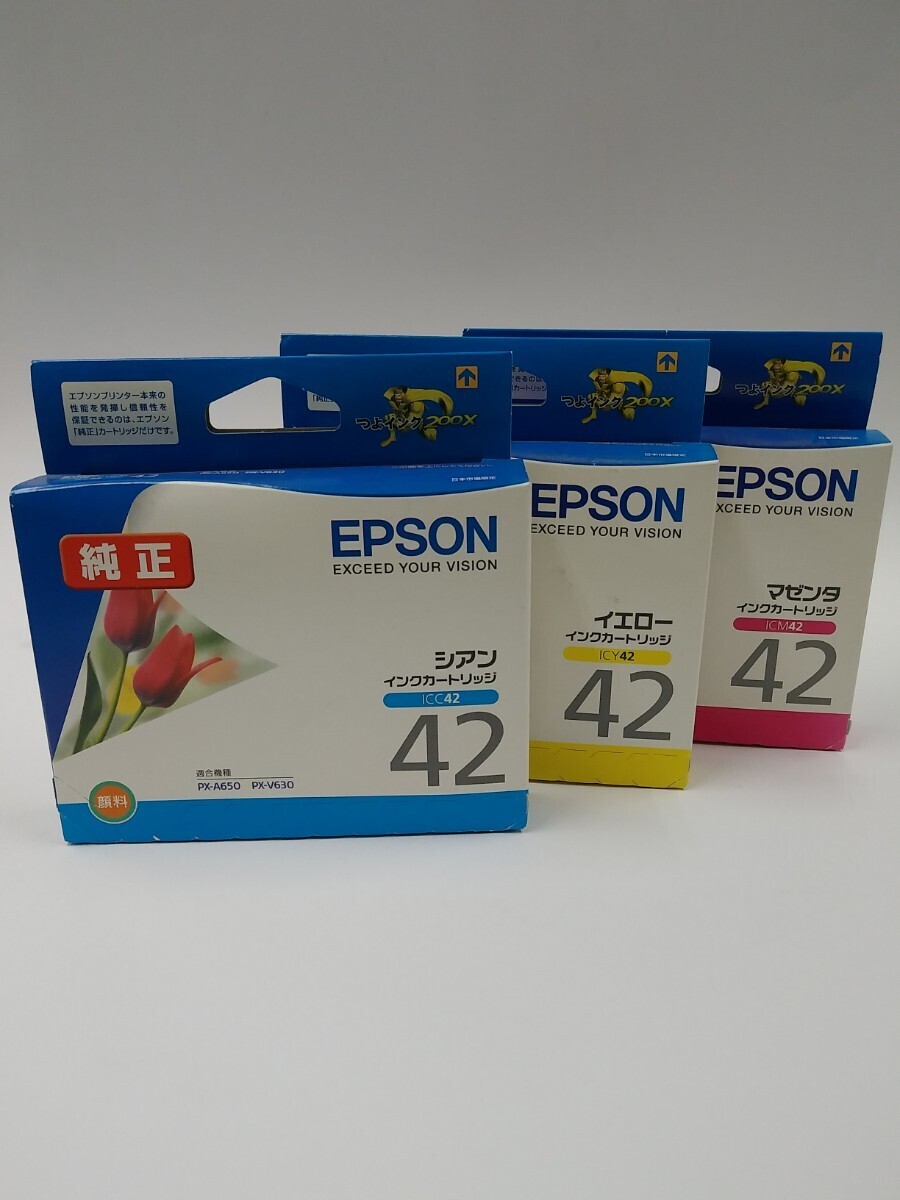 エプソンプリンター本来の
性能を発揮し信頼性を
保証できるのは、エプソン
「純正」カートリッジだけです。
つよインク200X
純正
EPSON
EXCEED YOUR VISION
シアン
インクカートリッジ
ICC42
42
適合機種
PX-A650 PX-V630
顔料
つよインク200X
EPSON
EXCEED YOUR VISION
イエロー
インクカートリッジ
ICY42
42
つよインク200X
EPSON
EXCEED YOUR VISION
マゼンタ
インクカートリッジ
ICM42
42